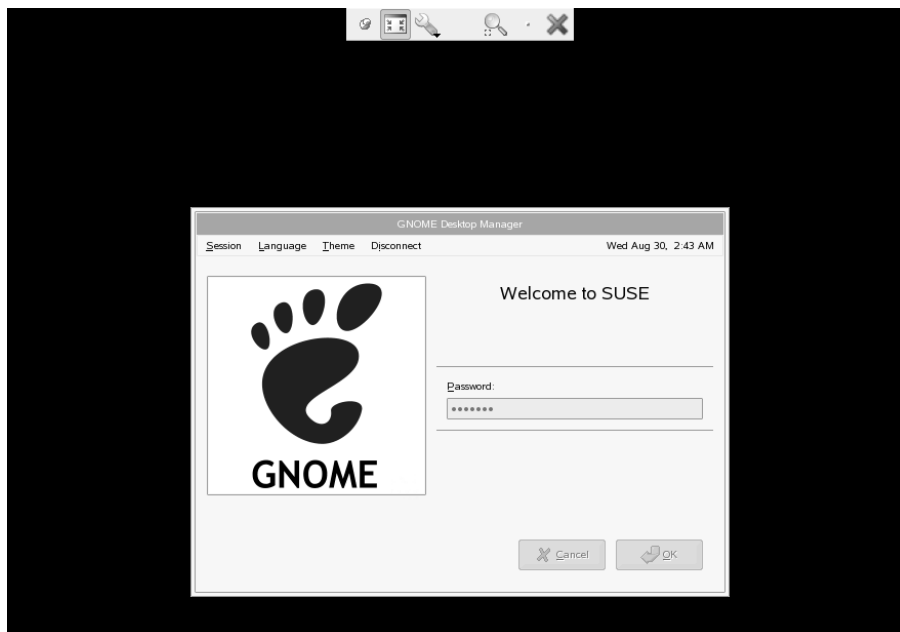 GNOME Desktop Manager
Session Language Theme Disconnect Wed Aug 30, 2:43 AM
Welcome to SUSE
Password:
•••••••
GNOME
Cancel OK